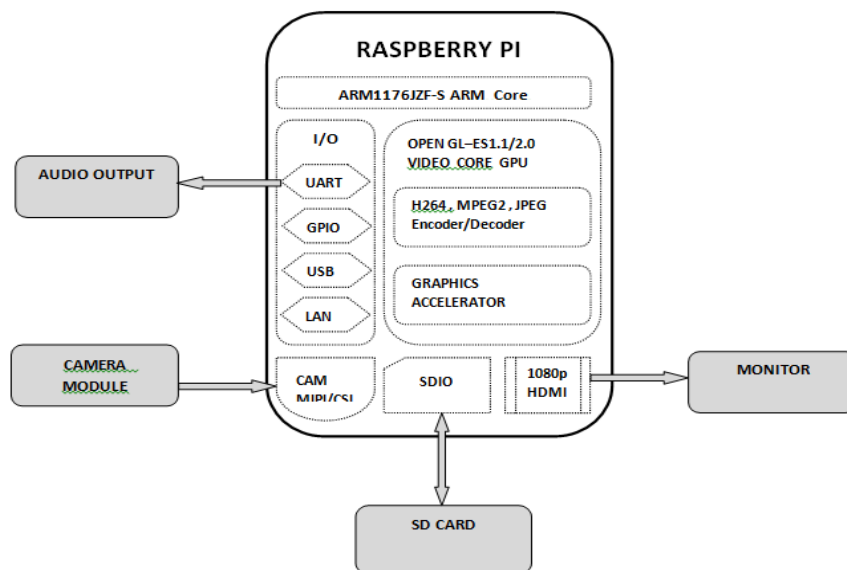 RASPBERRY PI
ARM1176JZF-S ARM Core
I/O
UART
GPIO
USB
LAN
OPEN GL–ES1.1/2.0
VIDEO CORE GPU
H264 , MPEG2 , JPEG
Encoder/Decoder
GRAPHICS
ACCELERATOR
AUDIO OUTPUT
CAMERA
MODULE
CAM
MIPI/CSI
SDIO
1080p
HDMI
MONITOR
SD CARD